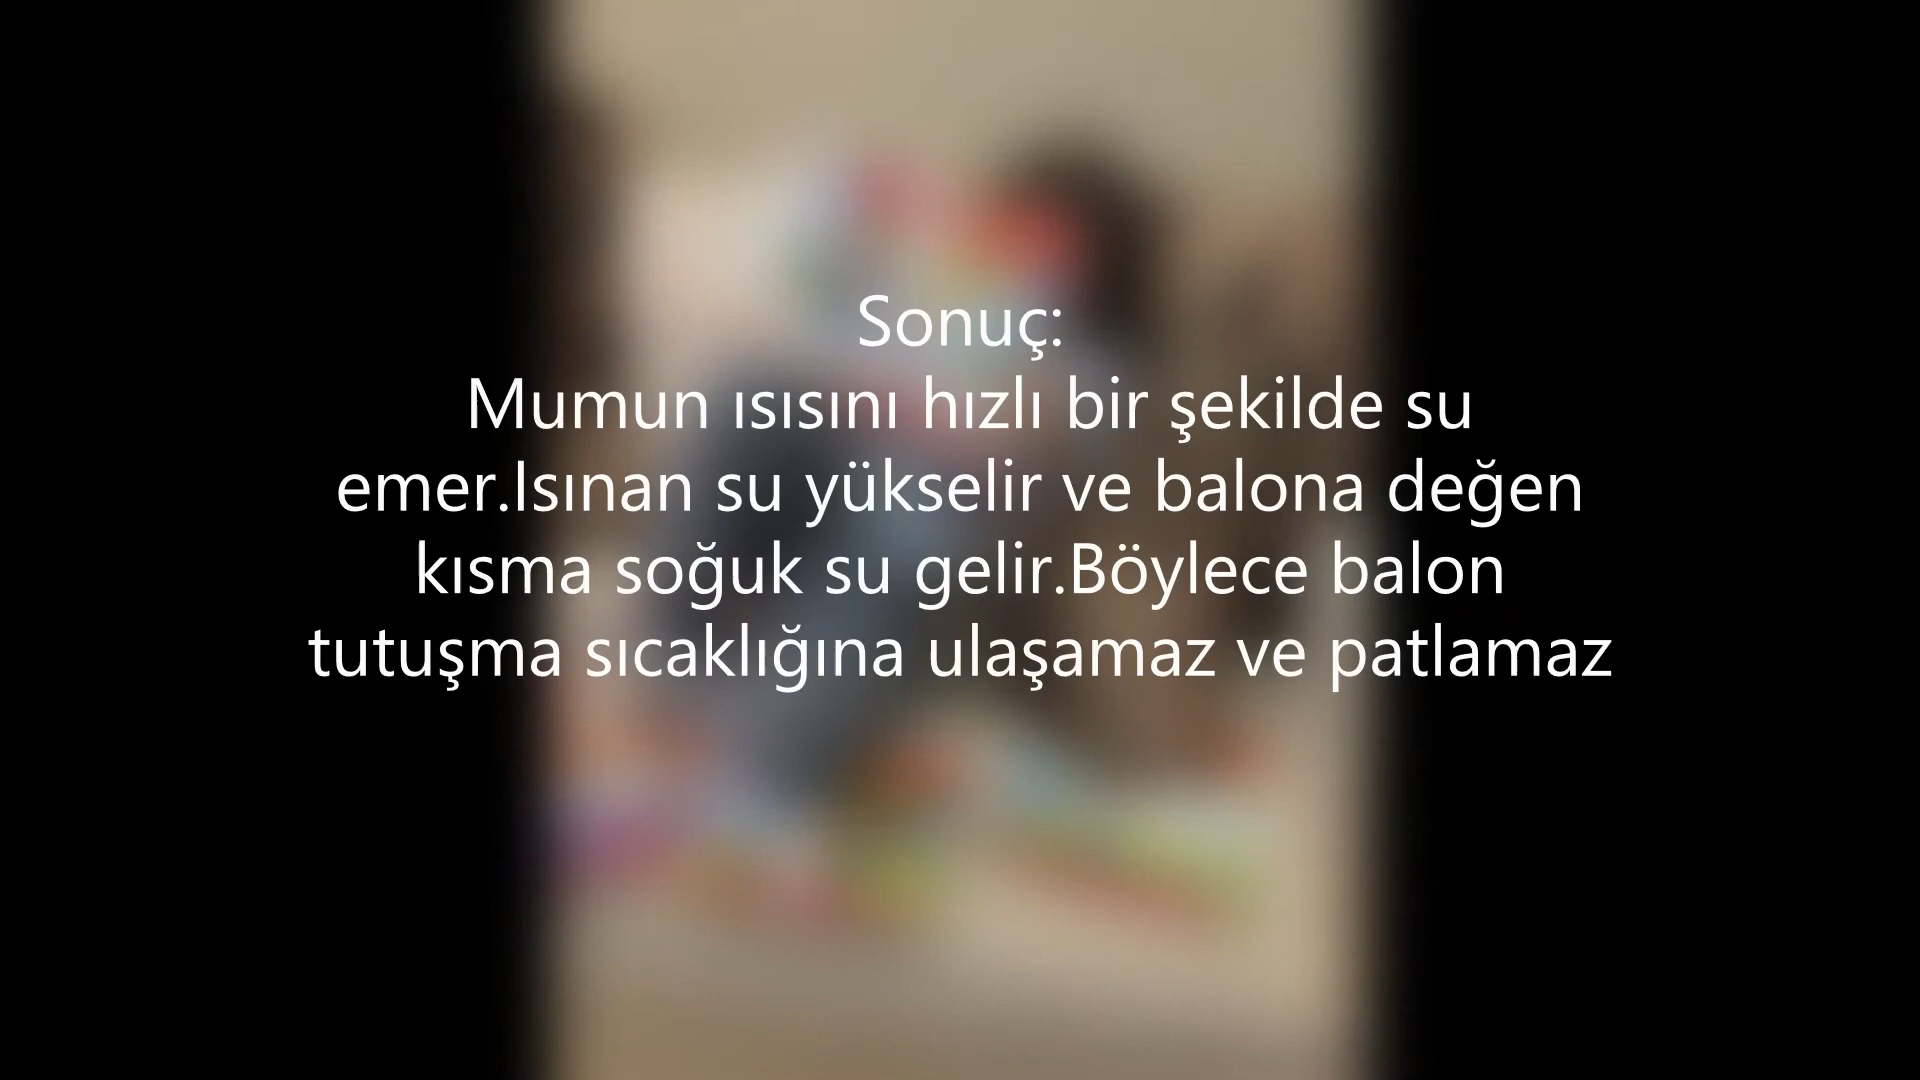 Sonuç:
Mumun ısısını hızlı bir şekilde su
emer.Isınan su yükselir ve balona değen
kısma soğuk su gelir.Böylece balon
tutuşma sıcaklığına ulaşamaz ve patlamaz